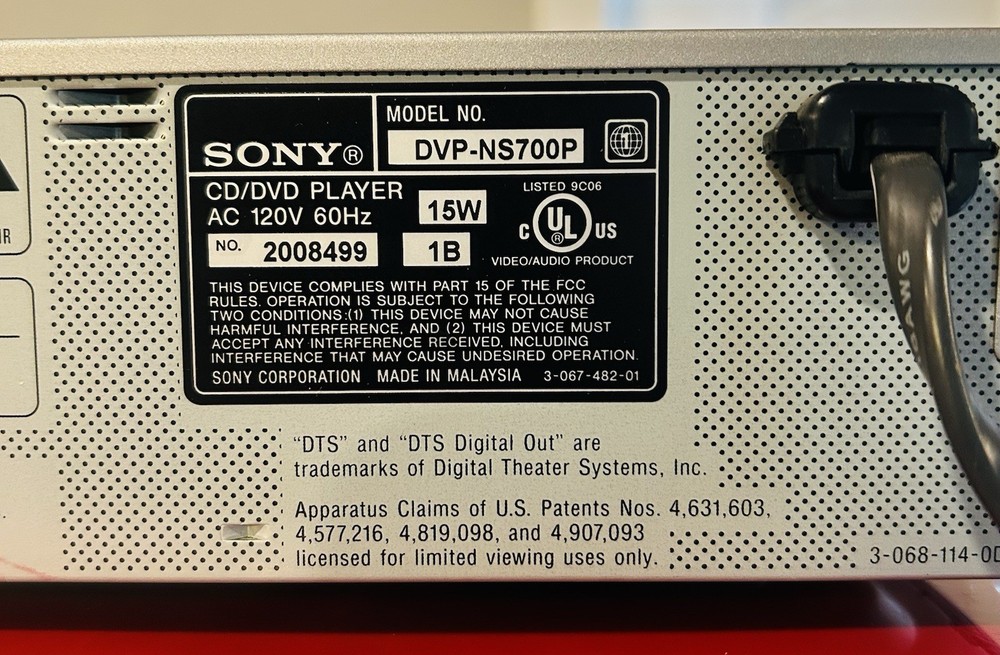 SONY®
MODEL NO.
DVP-NS700P
1
CD/DVD PLAYER
AC 120V 60Hz
15W
NO. 2008499
1B
LISTED 9C06
C UL® US
VIDEO/AUDIO PRODUCT
THIS DEVICE COMPLIES WITH PART 15 OF THE FCC
RULES. OPERATION IS SUBJECT TO THE FOLLOWING
TWO CONDITIONS:(1) THIS DEVICE MAY NOT CAUSE
HARMFUL INTERFERENCE, AND (2) THIS DEVICE MUST
ACCEPT ANY INTERFERENCE RECEIVED, INCLUDING
INTERFERENCE THAT MAY CAUSE UNDESIRED OPERATION.
SONY CORPORATION MADE IN MALAYSIA 3-067-482-01
"DTS" and "DTS Digital Out" are
trademarks of Digital Theater Systems, Inc.
Apparatus Claims of U.S. Patents Nos. 4,631,603,
4,577,216, 4,819,098, and 4,907,093
licensed for limited viewing uses only.
AWG